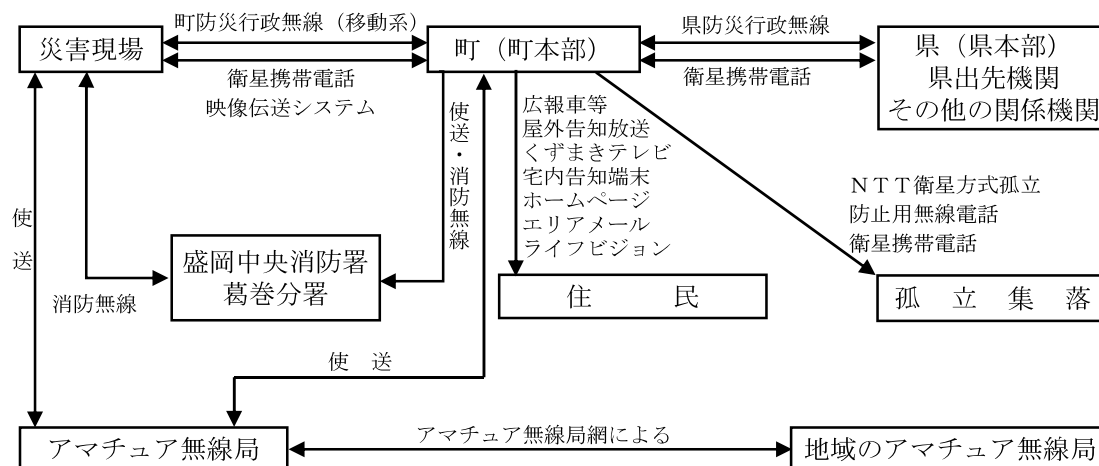 町防災行政無線（移動系）
県防災行政無線
災害現場
町（町本部）
県（県本部）
県出先機関
その他の関係機関
衛星携帯電話
映像伝送システム
衛星携帯電話
使送・消防無線
広報車等
屋外告知放送
くずまきテレビ
宅内告知端末
ホームページ
エリアメール
ライフビジョン
ＮＴＴ衛星方式孤立
防止用無線電話
衛星携帯電話
使　送
盛岡中央消防署
葛巻分署
消防無線
住　　民
孤　立　集　落
使　送
アマチュア無線局
アマチュア無線局網による
地域のアマチュア無線局